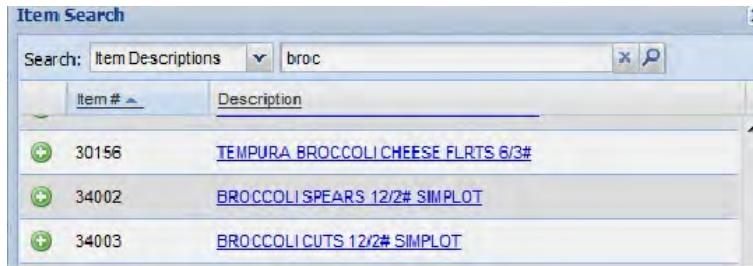 Item Search
Search: Item Descriptions broc
Item # Description
30156 TEMPURA BROCCOLI CHEESE FLRTS 6/3#
34002 BROCCOLI SPEARS 12/2# SIMPLOT
34003 BROCCOLI CUTS 12/2# SIMPLOT